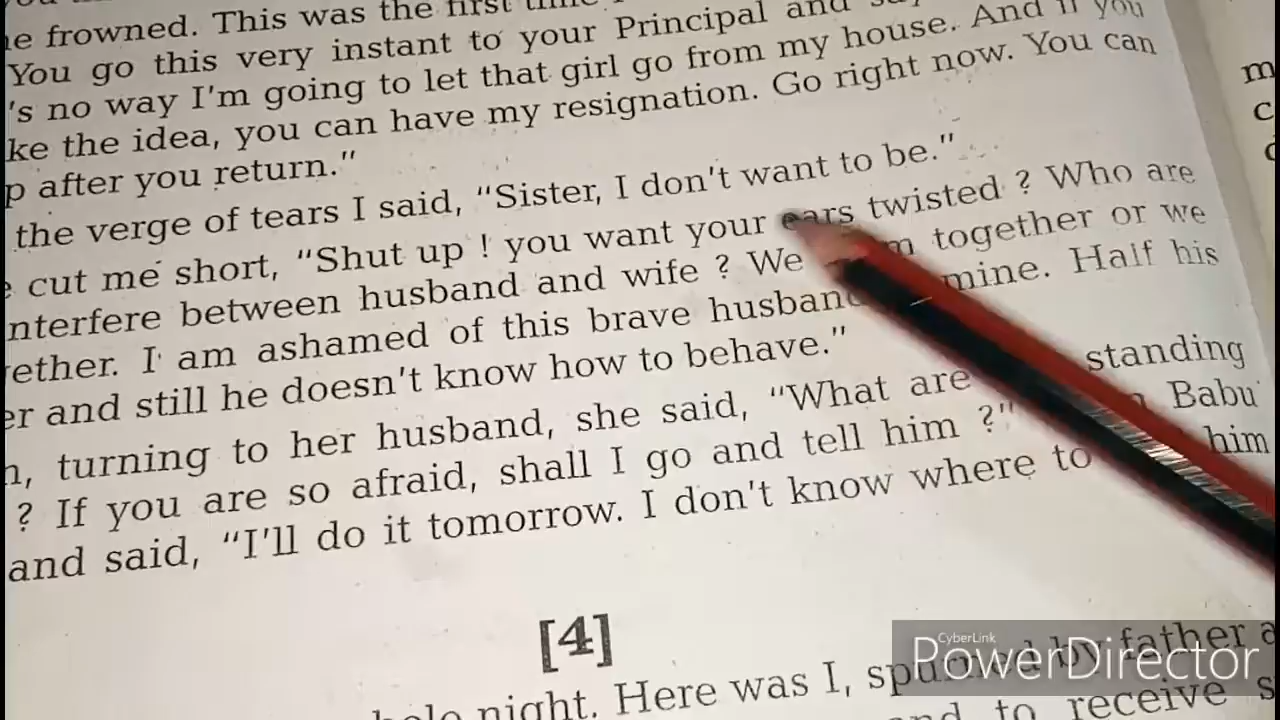 frowned. This was the first time
You go this very instant to your Principal and
's no way I'm going to let that girl go from my house. And if you
ke the idea, you can have my resignation. Go right now. You can
p after you return."
the verge of tears I said, "Sister, I don't want to be."
cut me short, "Shut up ! you want your ears twisted ? Who are
nterfere between husband and wife ? We together or we
ether. I am ashamed of this brave husband mine. Half his
er and still he doesn't know how to behave."
n, turning to her husband, she said, "What are standing
? If you are so afraid, shall I go and tell him ?" Babu
and said, "I'll do it tomorrow. I don't know where to him
[4]
night. Here was I, spurned by father a
and to receive s
m
c
CyberLink
PowerDirector